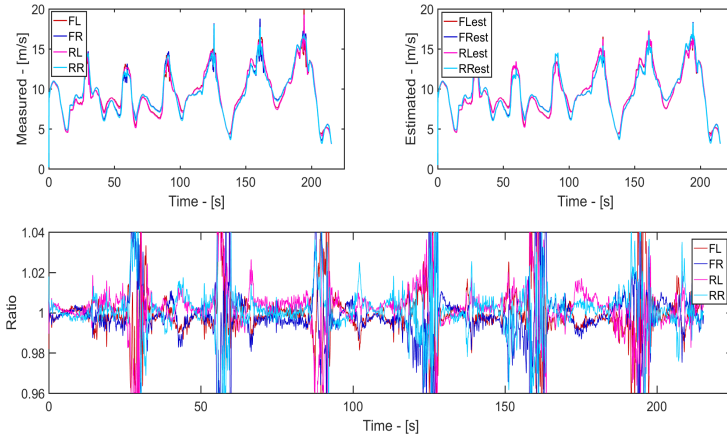 20
15
10
5
0
Measured - [m/s]
FL
FR
RL
RR
0
50
100
150
200
Time - [s]
20
15
10
5
0
Estimated - [m/s]
FLest
FRest
RLest
RRest
0
50
100
150
200
Time - [s]
1.04
1.02
1
0.98
0.96
Ratio
FL
FR
RL
RR
0
50
100
150
200
Time - [s]